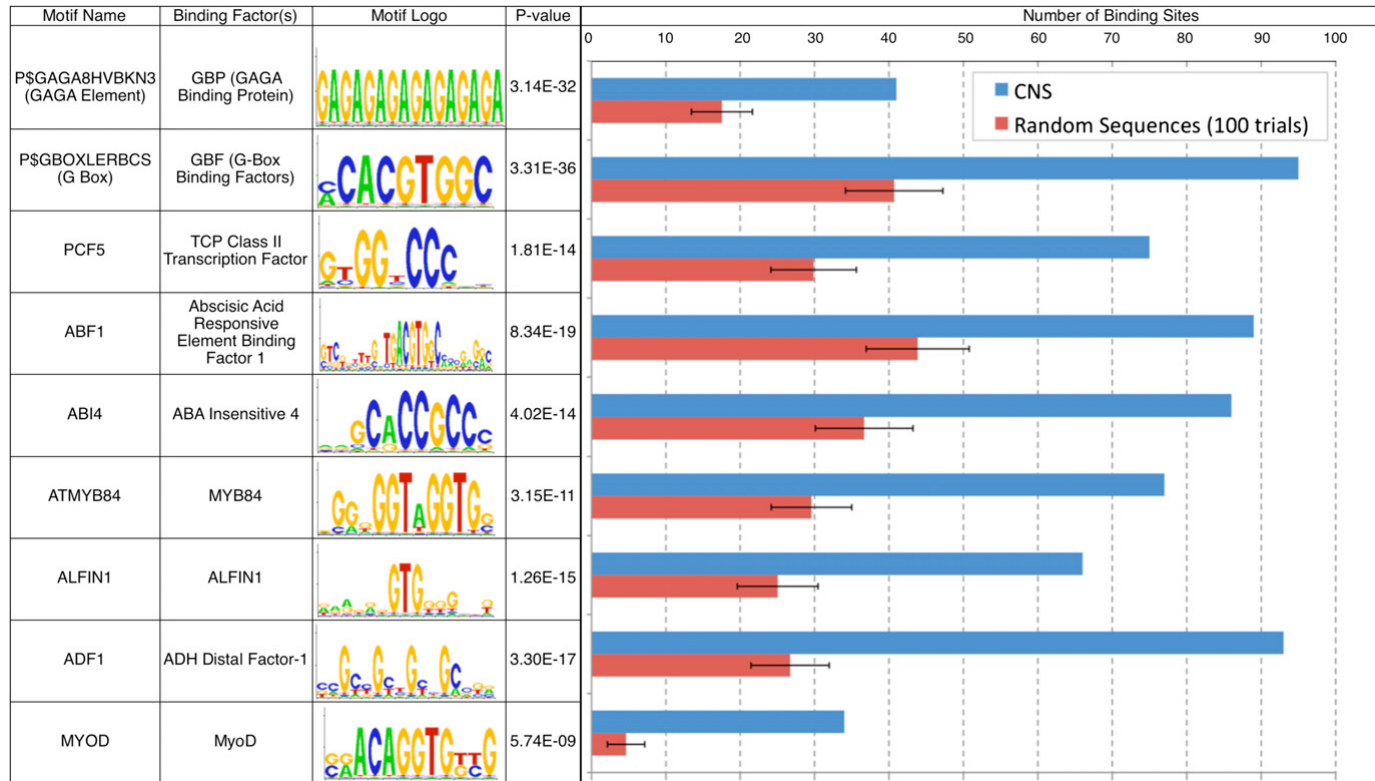 Motif Name Binding Factor(s) Motif Logo P-value Number of Binding Sites
0 10 20 30 40 50 60 70 80 90 100
P$GAGA8HVBKN3
(GAGA Element)
GBP (GAGA
Binding Protein)
GAGAGAGAGAGAGAGA
3.14E-32
CNS
Random Sequences (100 trials)
P$GBOXLERBCS
(G Box)
GBF (G-Box
Binding Factors)
CACGTGGC
3.31E-36
PCF5
TCP Class II
Transcription Factor
1.81E-14
ABF1
Abscisic Acid
Responsive
Element Binding
Factor 1
8.34E-19
ABI4
ABA Insensitive 4
4.02E-14
ATMYB84
MYB84
3.15E-11
ALFIN1
ALFIN1
1.26E-15
ADF1
ADH Distal Factor-1
3.30E-17
MYOD
MyoD
5.74E-09